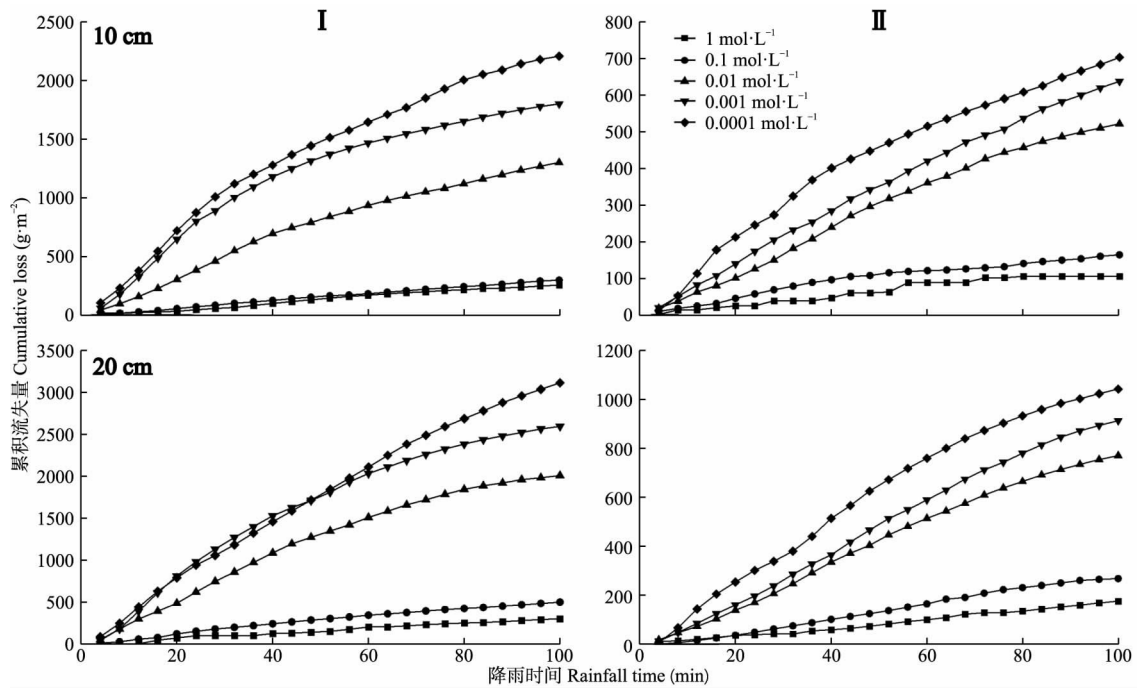 I
II
10 cm
2500
2000
1500
1000
500
0
800
700
600
500
400
300
200
100
0
1 mol·L⁻¹
0.1 mol·L⁻¹
0.01 mol·L⁻¹
0.001 mol·L⁻¹
0.0001 mol·L⁻¹
累积流失量 Cumulative loss (g·m⁻²)
20 cm
3500
3000
2500
2000
1500
1000
500
0
0 20 40 60 80 100
1200
1000
800
600
400
200
0
0 20 40 60 80 100
降雨时间 Rainfall time (min)